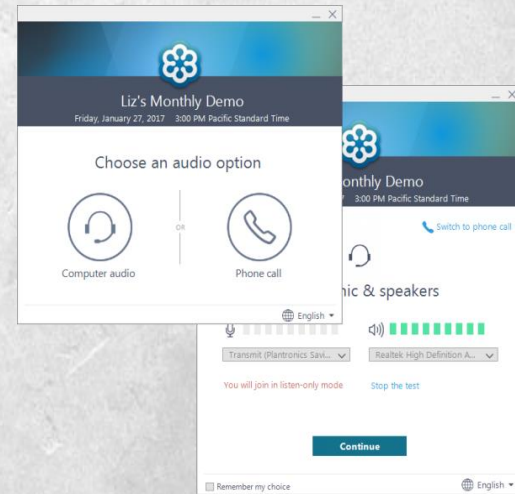 Liz's Monthly Demo
Friday, January 27, 2017 3:00 PM Pacific Standard Time
Choose an audio option
OR
Computer audio
Phone call
English
onthly Demo
3:00 PM Pacific Standard Time
Switch to phone call
ic & speakers
Transmit (Plantronics Savi...
Realtek High Definition A...
You will join in listen-only mode
Stop the test
Continue
Remember my choice
English